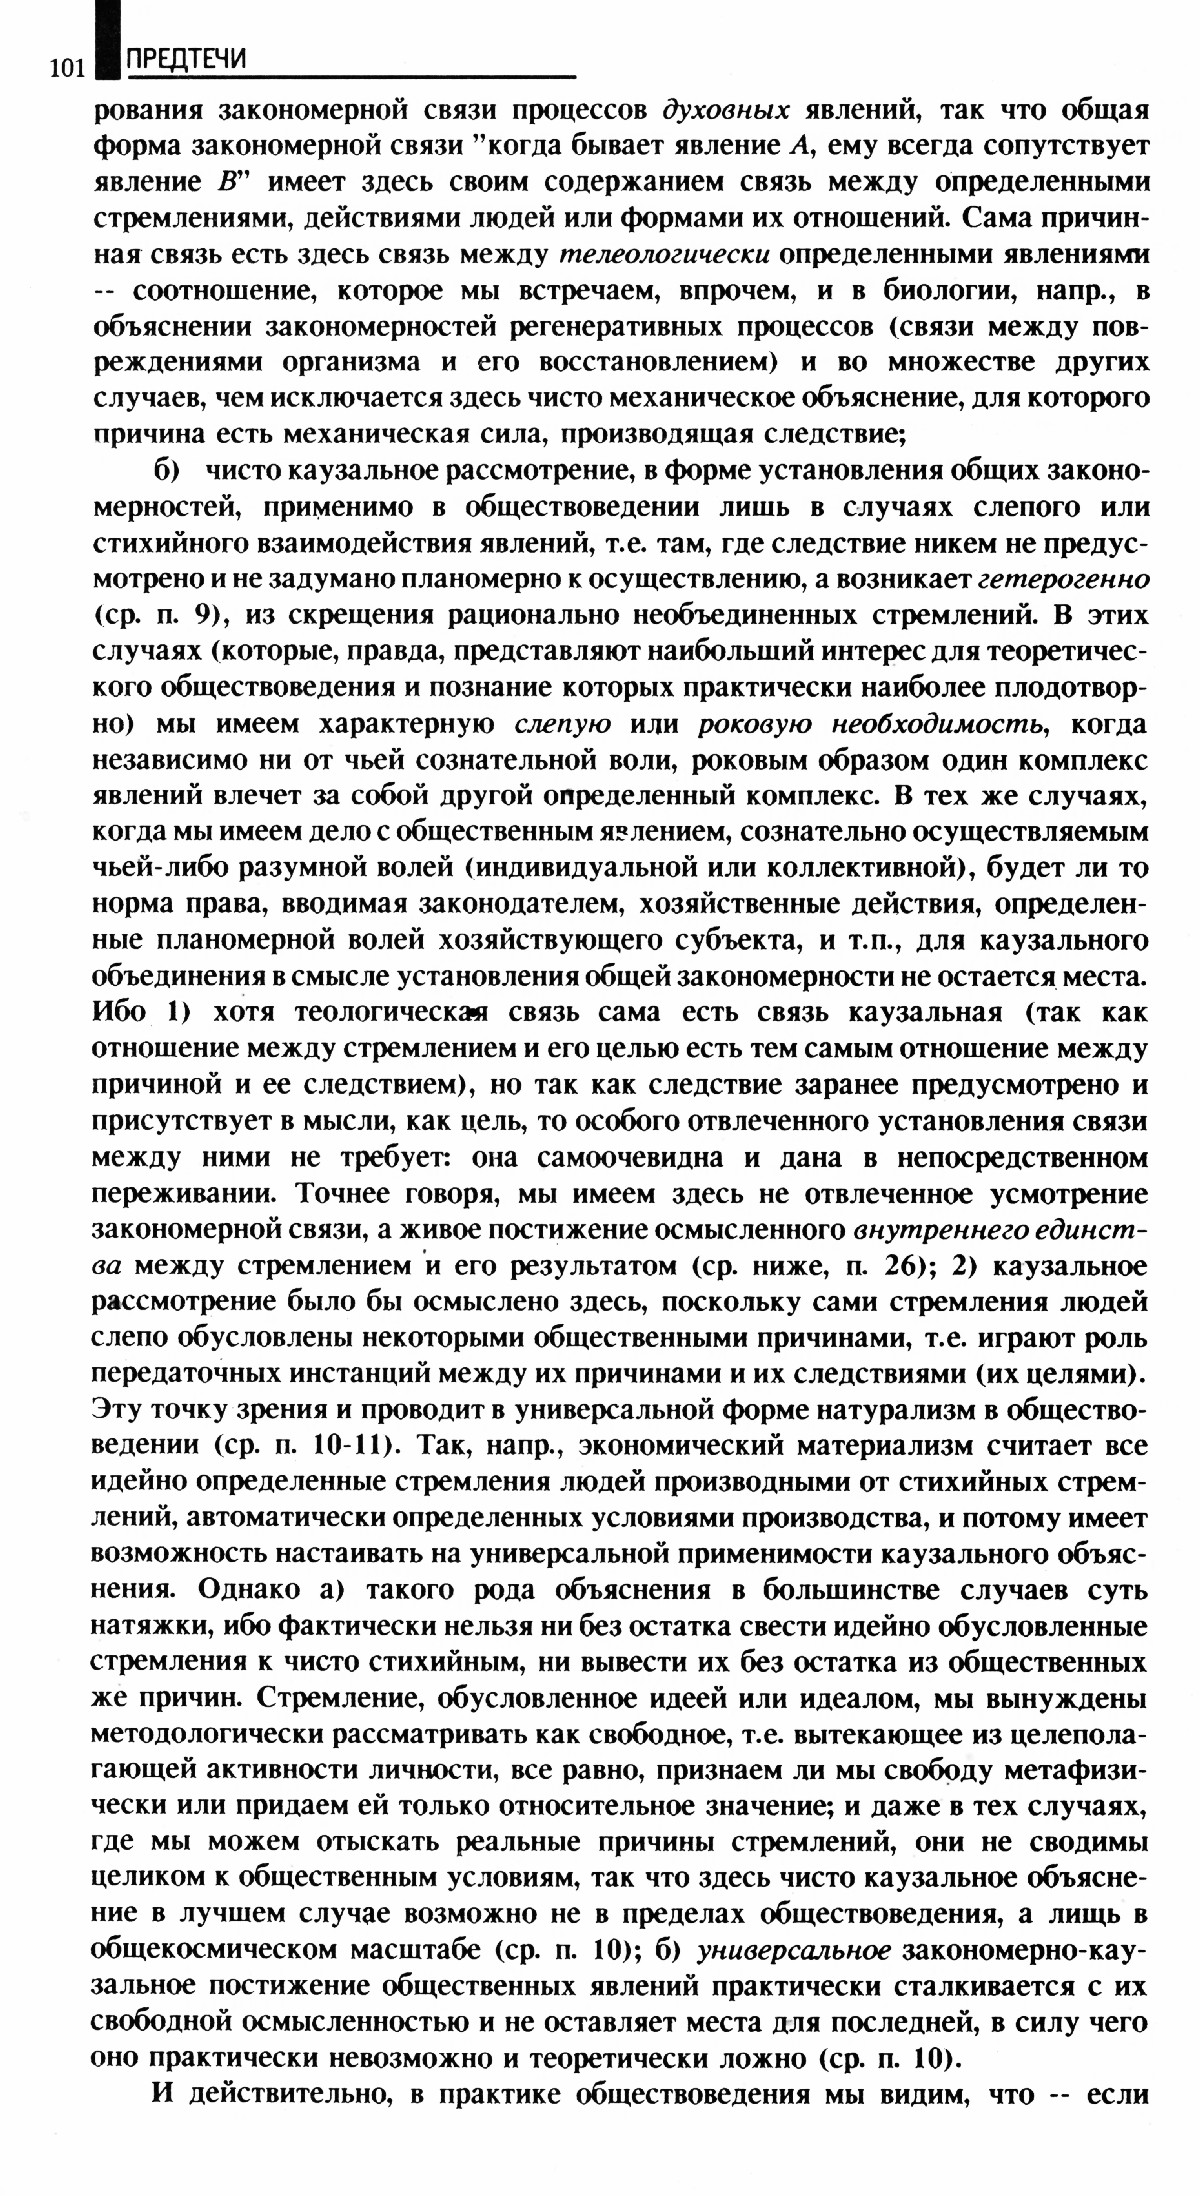 101 ПРЕДТЕЧИ
рования закономерной связи процессов духовных явлений, так что общая
форма закономерной связи "когда бывает явление А, ему всегда сопутствует
явление В" имеет здесь своим содержанием связь между определенными
стремлениями, действиями людей или формами их отношений. Сама причин-
ная связь есть здесь связь между телеологически определенными явлениями
-- соотношение, которое мы встречаем, впрочем, и в биологии, напр., в
объяснении закономерностей регенеративных процессов (связи между пов-
реждениями организма и его восстановлением) и во множестве других
случаев, чем исключается здесь чисто механическое объяснение, для которого
причина есть механическая сила, производящая следствие;
б) чисто каузальное рассмотрение, в форме установления общих законо-
мерностей, применимо в обществоведении лишь в случаях слепого или
стихийного взаимодействия явлений, т.е. там, где следствие никем не предус-
мотрено и не задумано планомерно к осуществлению, а возникает гетерогенно
(ср. п. 9), из скрещения рационально необъединенных стремлений. В этих
случаях (которые, правда, представляют наибольший интерес для теоретичес-
кого обществоведения и познание которых практически наиболее плодотвор-
но) мы имеем характерную слепую или роковую необходимость, когда
независимо ни от чьей сознательной воли, роковым образом один комплекс
явлений влечет за собой другой определенный комплекс. В тех же случаях,
когда мы имеем дело с общественным явлением, сознательно осуществляемым
чьей-либо разумной волей (индивидуальной или коллективной), будет ли то
норма права, вводимая законодателем, хозяйственные действия, определен-
ные планомерной волей хозяйствующего субъекта, и т.п., для каузального
объединения в смысле установления общей закономерности не остается места.
Ибо 1) хотя теологическая связь сама есть связь каузальная (так как
отношение между стремлением и его целью есть тем самым отношение между
причиной и ее следствием), но так как следствие заранее предусмотрено и
присутствует в мысли, как цель, то особого отвлеченного установления связи
между ними не требует: она самоочевидна и дана в непосредственном
переживании. Точнее говоря, мы имеем здесь не отвлеченное усмотрение
закономерной связи, а живое постижение осмысленного внутреннего единст-
ва между стремлением и его результатом (ср. ниже, п. 26); 2) каузальное
рассмотрение было бы осмыслено здесь, поскольку сами стремления людей
слепо обусловлены некоторыми общественными причинами, т.е. играют роль
передаточных инстанций между их причинами и их следствиями (их целями).
Эту точку зрения и проводит в универсальной форме натурализм в общество-
ведении (ср. п. 10-11). Так, напр., экономический материализм считает все
идейно определенные стремления людей производными от стихийных стрем-
лений, автоматически определенных условиями производства, и потому имеет
возможность настаивать на универсальной применимости каузального объяс-
нения. Однако а) такого рода объяснения в большинстве случаев суть
натяжки, ибо фактически нельзя ни без остатка свести идейно обусловленные
стремления к чисто стихийным, ни вывести их без остатка из общественных
же причин. Стремление, обусловленное идеей или идеалом, мы вынуждены
методологически рассматривать как свободное, т.е. вытекающее из целепола-
гающей активности личности, все равно, признаем ли мы свободу метафизи-
чески или придаем ей только относительное значение; и даже в тех случаях,
где мы можем отыскать реальные причины стремлений, они не сводимы
целиком к общественным условиям, так что здесь чисто каузальное объясне-
ние в лучшем случае возможно не в пределах обществоведения, а лищь в
общекосмическом масштабе (ср. п. 10); б) универсальное закономерно-кау-
зальное постижение общественных явлений практически сталкивается с их
свободной осмысленностью и не оставляет места для последней, в силу чего
оно практически невозможно и теоретически ложно (ср. п. 10).
И действительно, в практике обществоведения мы видим, что -- если